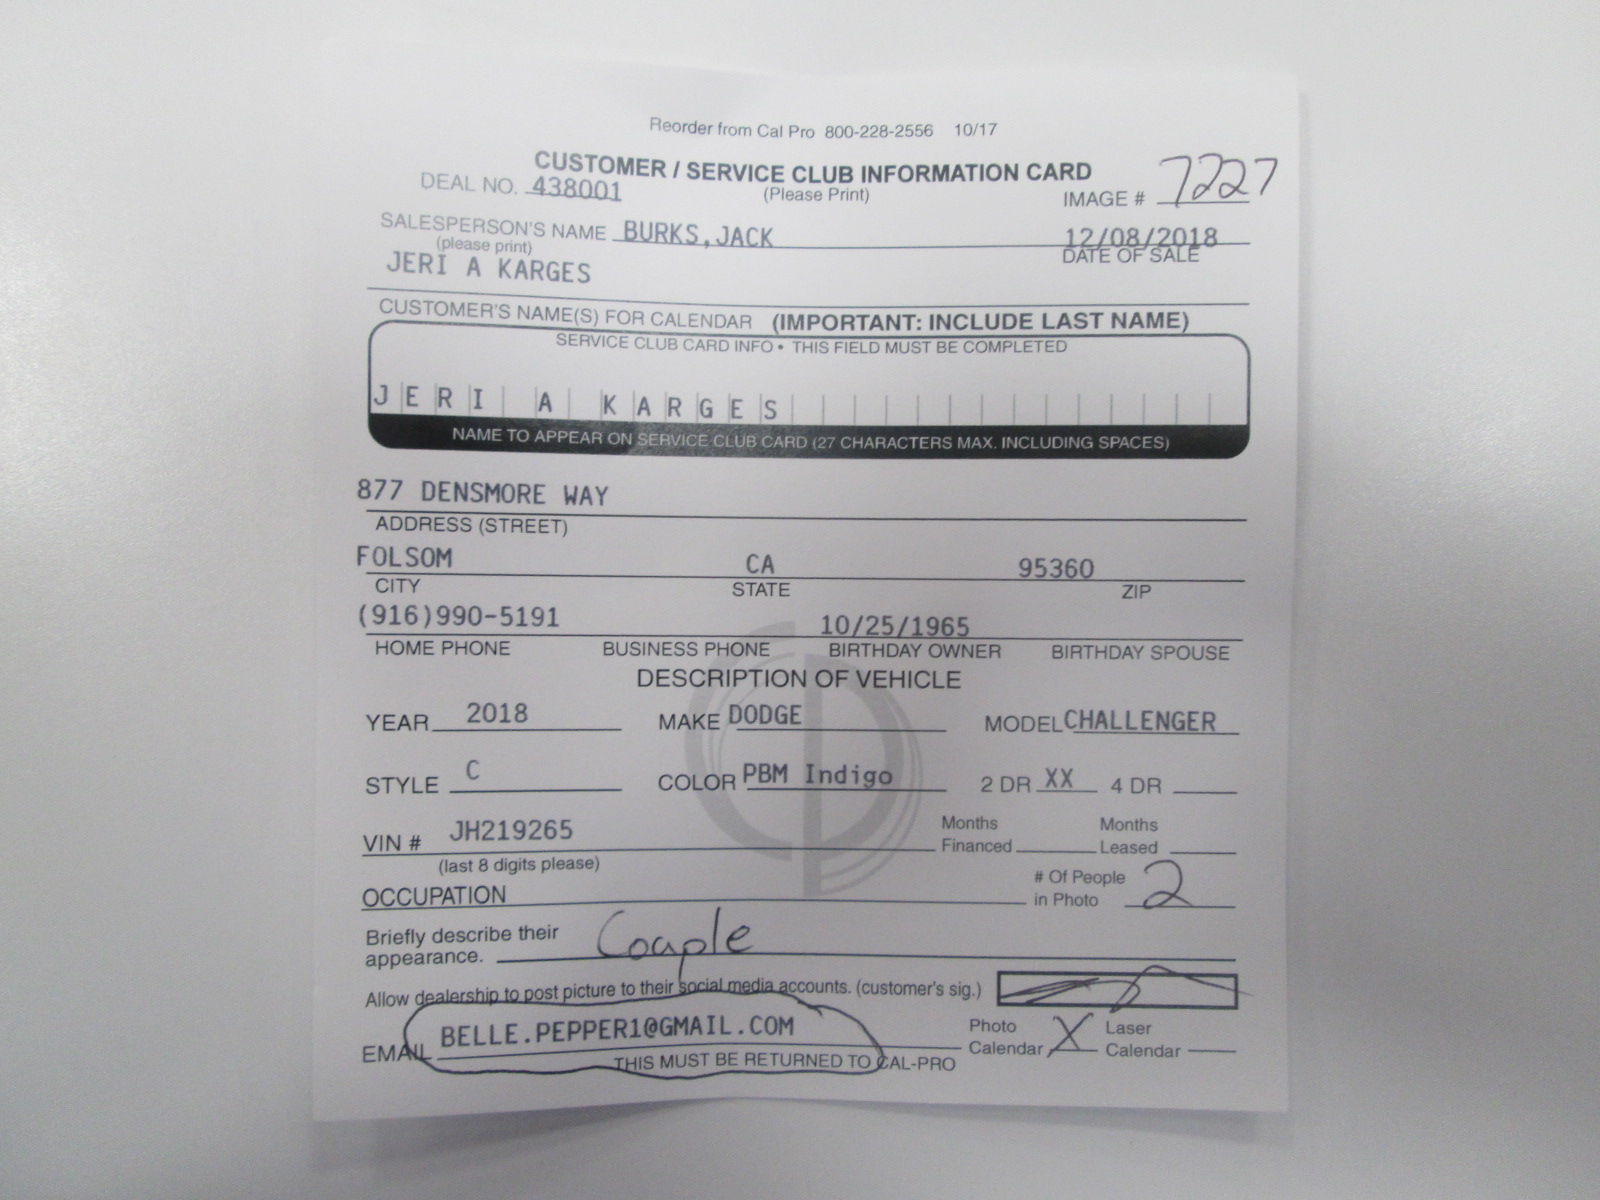 Reorder from Cal Pro 800-228-2556 10/17
CUSTOMER / SERVICE CLUB INFORMATION CARD
DEAL NO. 438001 (Please Print) IMAGE # 7227
SALESPERSON'S NAME BURKS,JACK 12/08/2018
(please print) DATE OF SALE
JERI A KARGES
CUSTOMER'S NAME(S) FOR CALENDAR (IMPORTANT: INCLUDE LAST NAME)
SERVICE CLUB CARD INFO • THIS FIELD MUST BE COMPLETED
JERI A KARGES
NAME TO APPEAR ON SERVICE CLUB CARD (27 CHARACTERS MAX. INCLUDING SPACES)
877 DENSMORE WAY
ADDRESS (STREET)
FOLSOM CA 95360
CITY STATE ZIP
(916)990-5191 10/25/1965
HOME PHONE BUSINESS PHONE BIRTHDAY OWNER BIRTHDAY SPOUSE
DESCRIPTION OF VEHICLE
YEAR 2018 MAKE DODGE MODEL CHALLENGER
STYLE C COLOR PBM Indigo 2 DR XX 4 DR
VIN # JH219265 Months Financed Months Leased
(last 8 digits please)
OCCUPATION # Of People in Photo 2
Briefly describe their appearance. Couple
Allow dealership to post picture to their social media accounts. (customer's sig.)
EMAIL BELLE.PEPPER1@GMAIL.COM Photo Calendar X Laser Calendar
THIS MUST BE RETURNED TO CAL-PRO